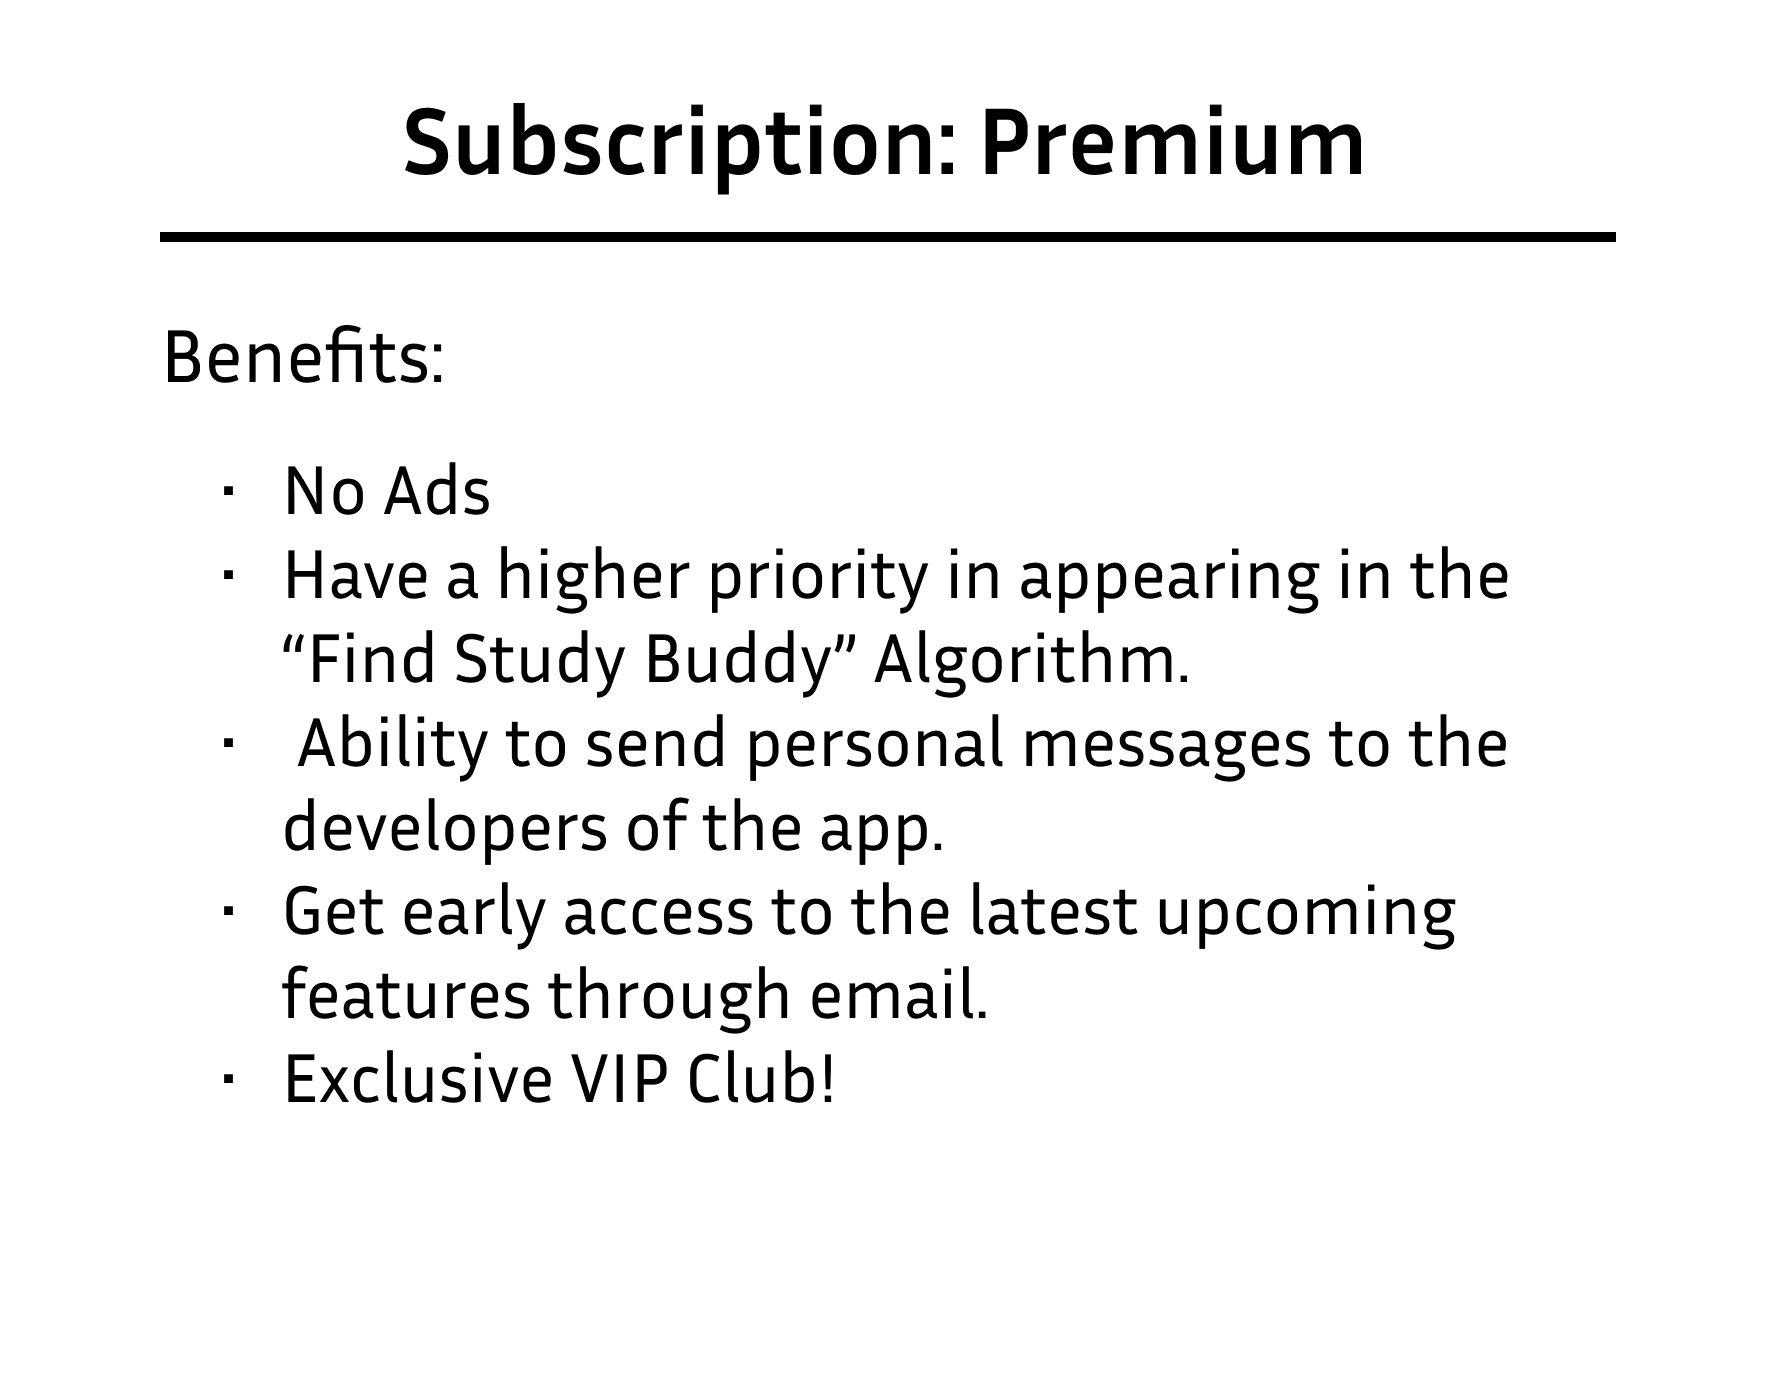 Subscription: Premium
Benefits:
· No Ads
· Have a higher priority in appearing in the
“Find Study Buddy” Algorithm.
· Ability to send personal messages to the
developers of the app.
· Get early access to the latest upcoming
features through email.
· Exclusive VIP Club!